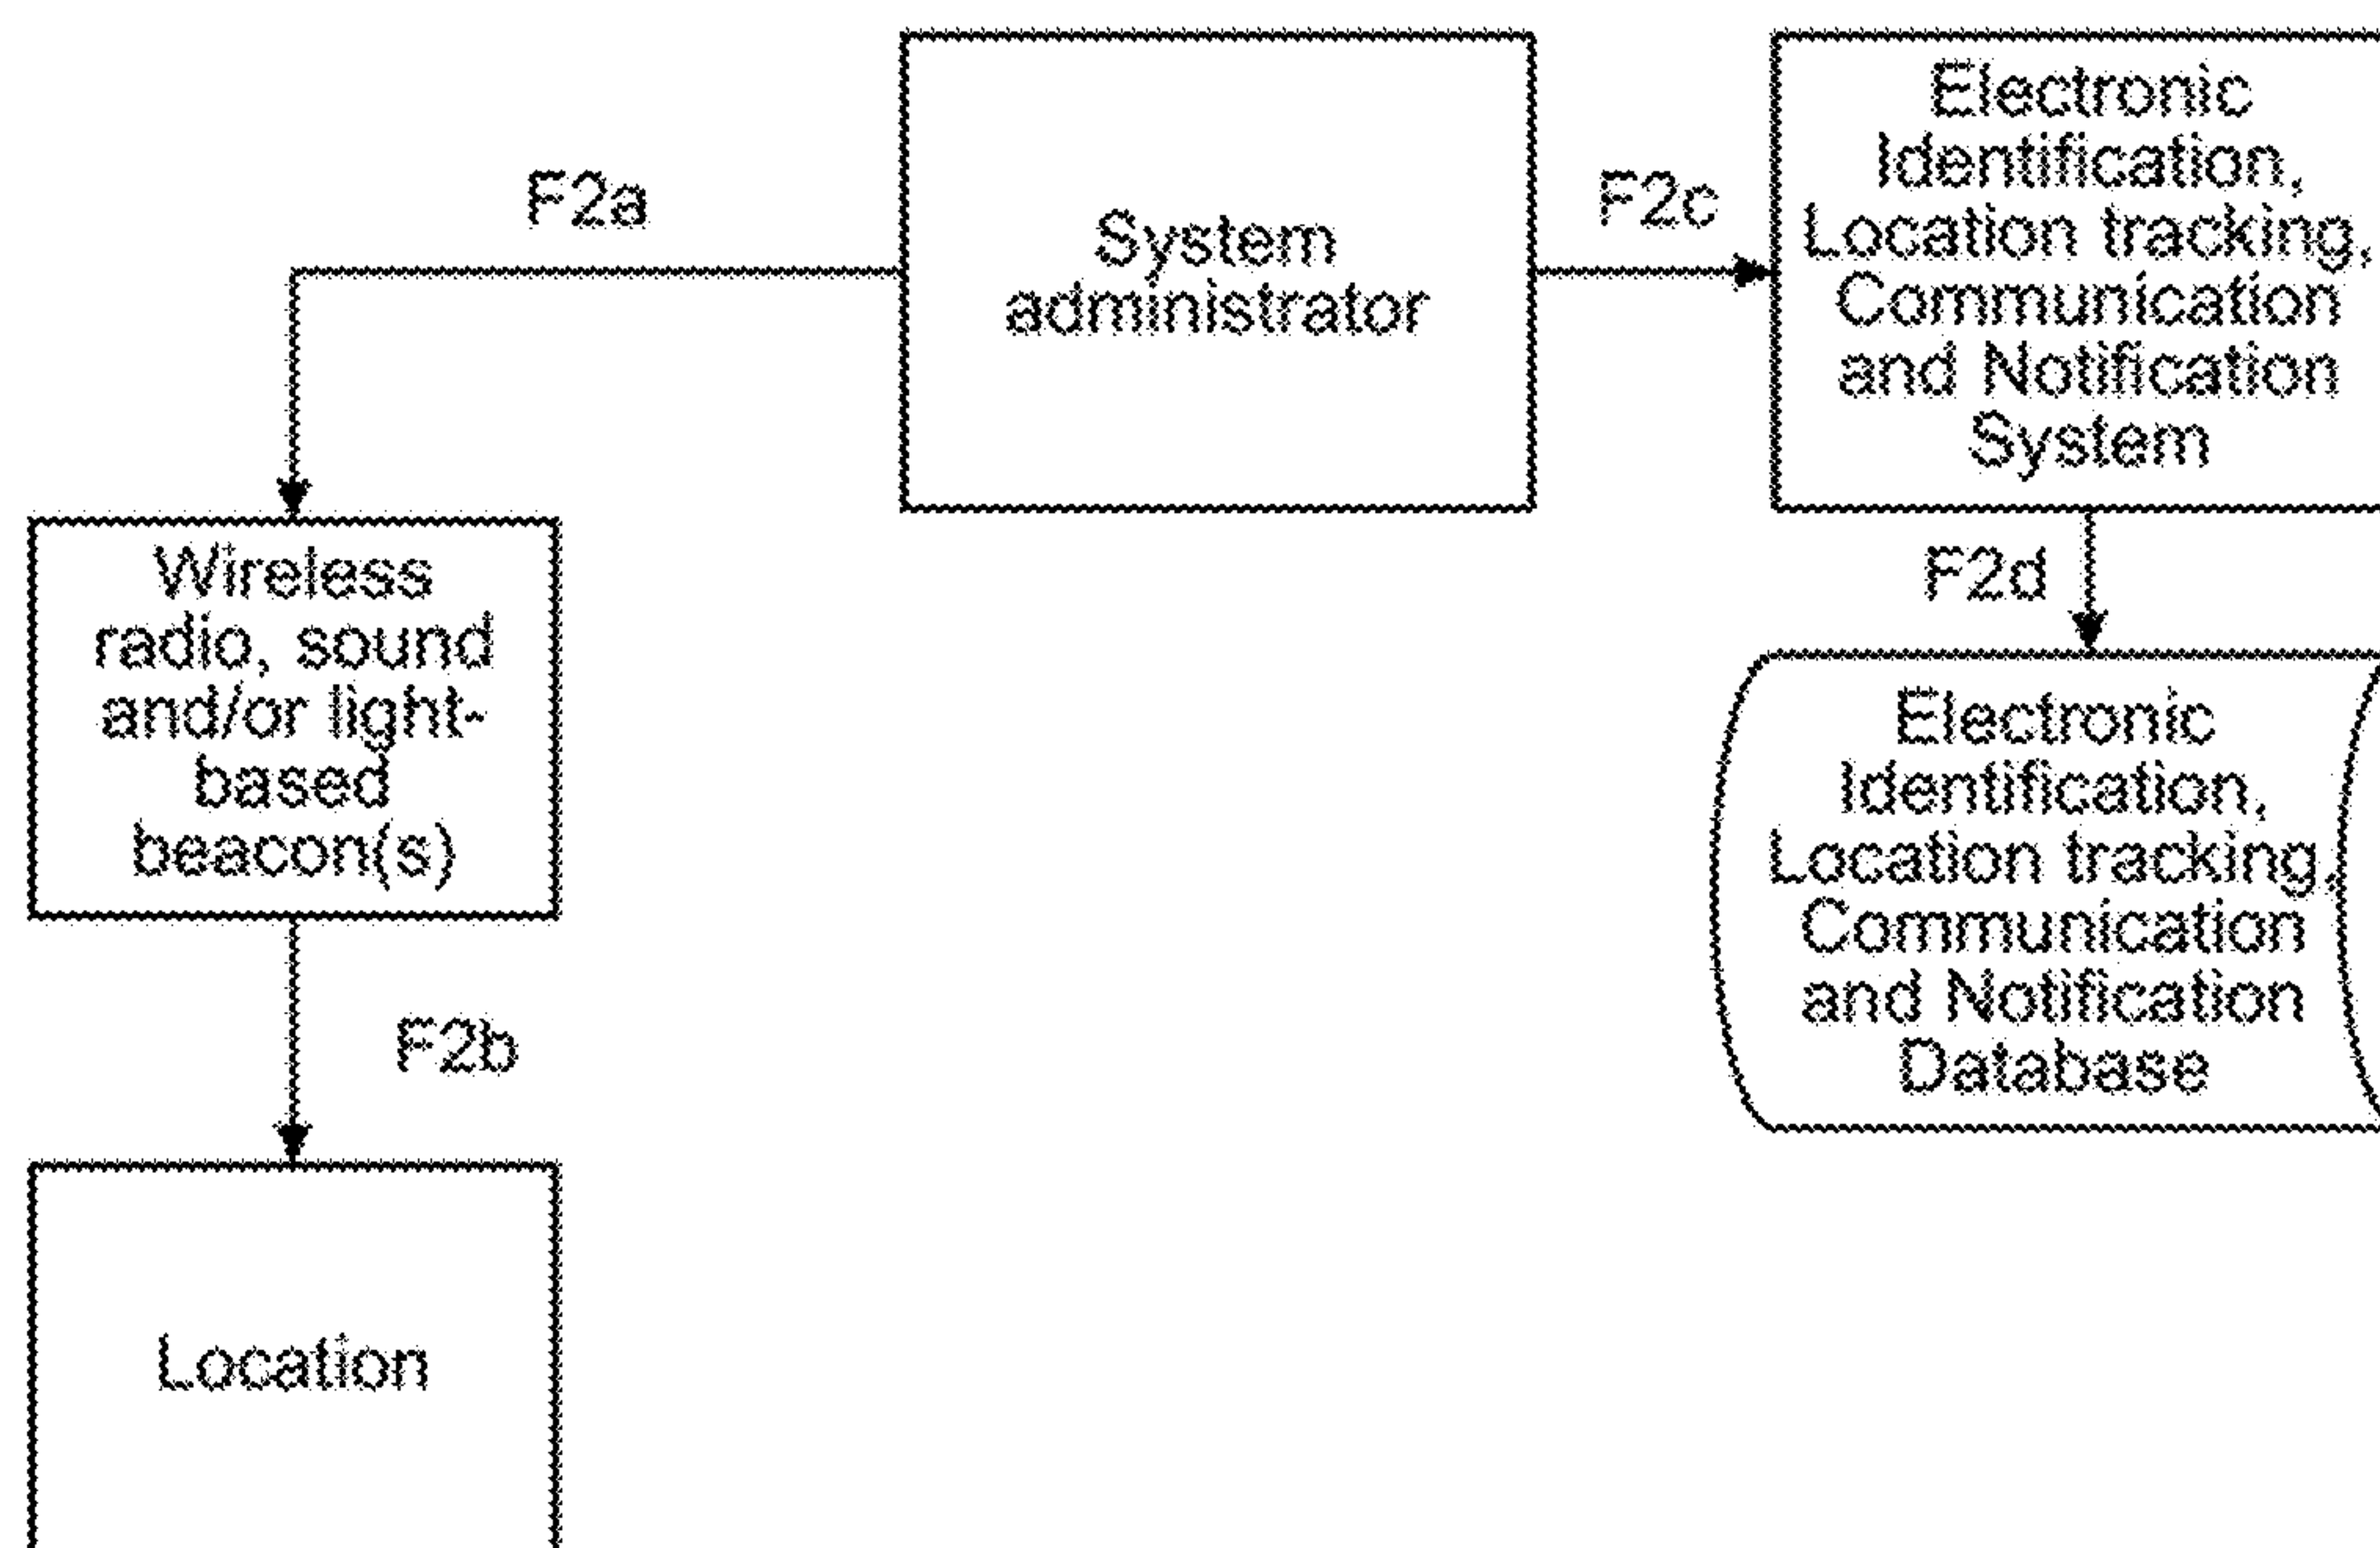 F2a
System
administrator
F2c
Electronic
Identification,
Location tracking,
Communication
and Notification
System
Wireless
radio, sound
and/or light-
based
beacon(s)
F2d
Electronic
Identification,
Location tracking,
Communication
and Notification
Database
F2b
Location